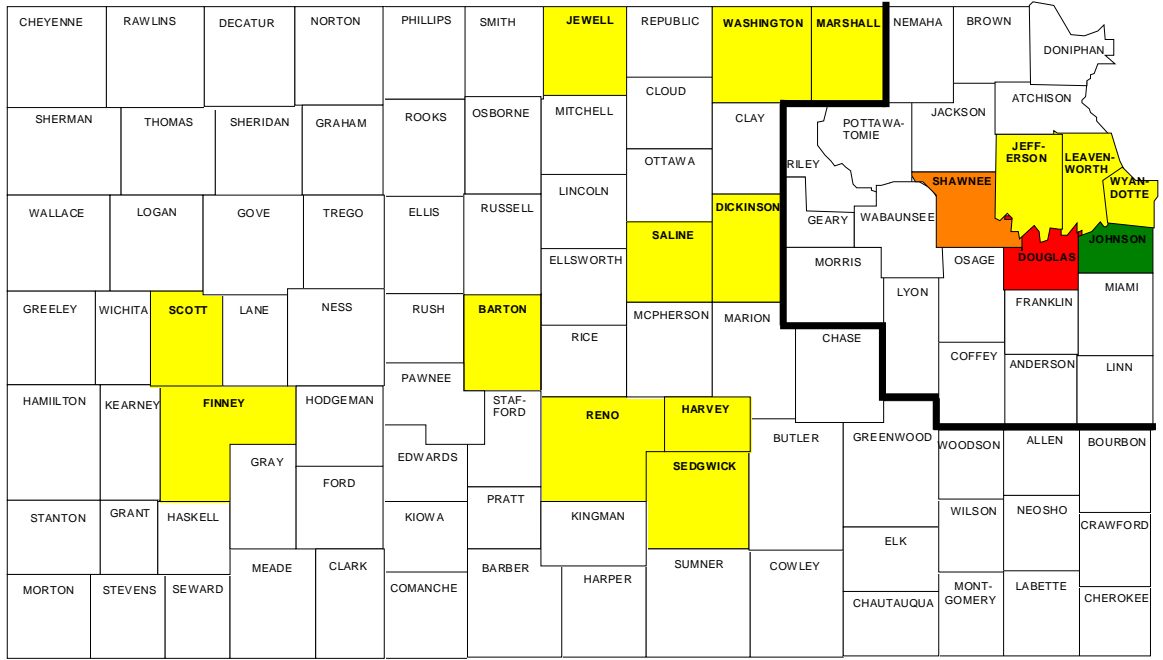 CHEYENNE
RAWLINS
DECATUR
NORTON
PHILLIPS
SMITH
JEWELL
REPUBLIC
WASHINGTON
MARSHALL
NEMAHA
BROWN
DONIPHAN
CLOUD
ATCHISON
SHERMAN
THOMAS
SHERIDAN
GRAHAM
ROOKS
OSBORNE
MITCHELL
CLAY
POTTAWA-
TOMIE
JACKSON
OTTAWA
RILEY
JEFF-
ERSON
LEAVEN-
WORTH
WYAN-
DOTTE
SHAWNEE
LINCOLN
WALLACE
LOGAN
GOVE
TREGO
ELLIS
RUSSELL
DICKINSON
GEARY
WABAUNSEE
SALINE
JOHNSON
ELLSWORTH
MORRIS
OSAGE
DOUGLAS
LYON
MIAMI
FRANKLIN
GREELEY
WICHITA
SCOTT
LANE
NESS
RUSH
BARTON
MCPHERSON
MARION
RICE
CHASE
COFFEY
ANDERSON
LINN
PAWNEE
HAMIILTON
KEARNEY
FINNEY
HODGEMAN
STAF-
FORD
RENO
HARVEY
BUTLER
GREENWOOD
WOODSON
ALLEN
BOURBON
GRAY
EDWARDS
SEDGWICK
FORD
PRATT
STANTON
GRANT
HASKELL
KIOWA
KINGMAN
WILSON
NEOSHO
CRAWFORD
ELK
MEADE
CLARK
BARBER
HARPER
SUMNER
COWLEY
MORTON
STEVENS
SEWARD
COMANCHE
CHAUTAUQUA
MONT-
GOMERY
LABETTE
CHEROKEE